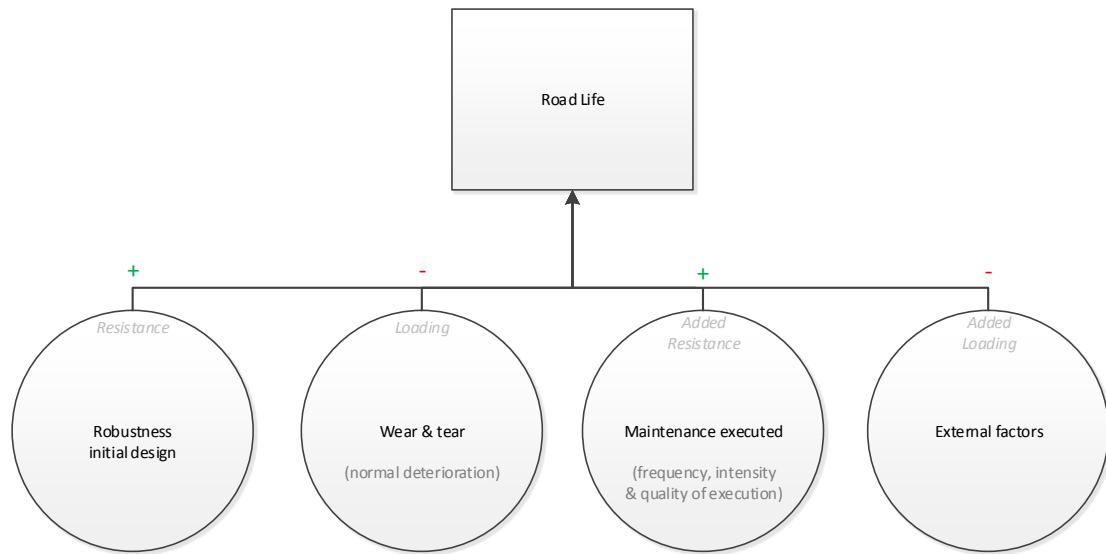 Road Life
+
-
+
-
Resistance
Loading
Added
Resistance
Added
Loading
Robustness
initial design
Wear & tear
(normal deterioration)
Maintenance executed
(frequency, intensity
& quality of execution)
External factors